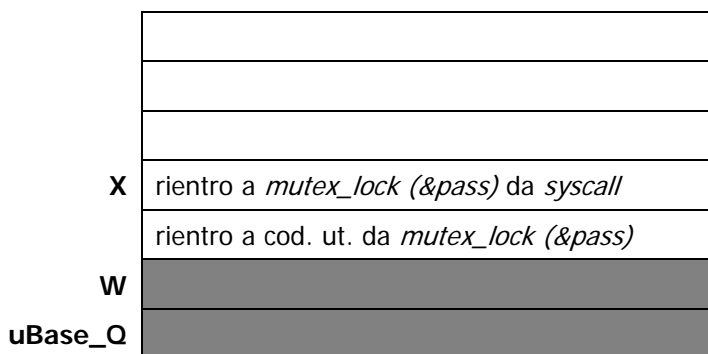 X rientro a mutex_lock (&pass) da syscall
rientro a cod. ut. da mutex_lock (&pass)
W
uBase_Q